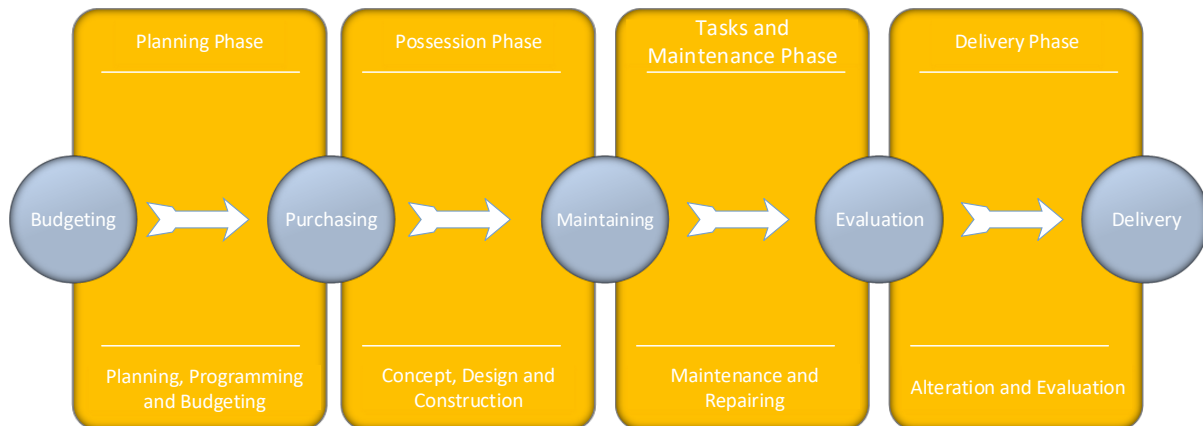 Planning Phase
Possession Phase
Tasks and
Maintenance Phase
Delivery Phase
Budgeting
Purchasing
Maintaining
Evaluation
Delivery
Planning, Programming
and Budgeting
Concept, Design and
Construction
Maintenance and
Repairing
Alteration and Evaluation